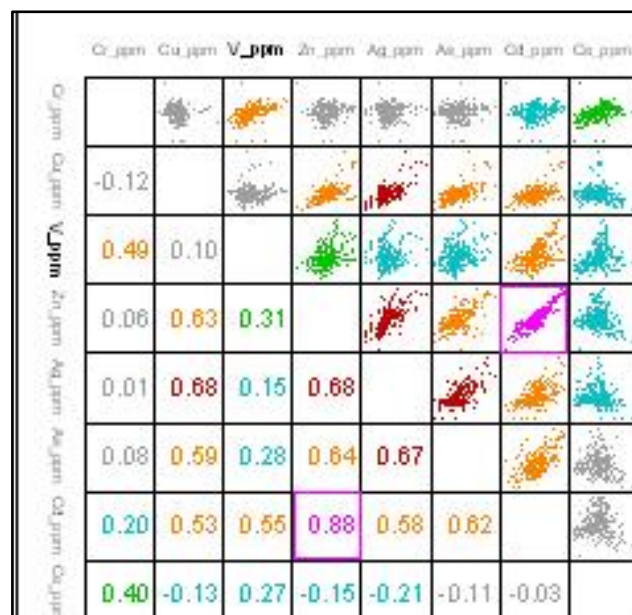 Cr_ppm Cu_ppm V_ppm Zn_ppm Ag_ppm As_ppm Cd_ppm Co_ppm
Cr_ppm
Cu_ppm
-0.12
V_ppm
0.49 0.10
Zn_ppm
0.06 0.63 0.31
Ag_ppm
0.01 0.68 0.15 0.68
As_ppm
0.08 0.59 0.28 0.64 0.67
Cd_ppm
0.20 0.53 0.55 0.88 0.58 0.62
Co_ppm
0.40 -0.13 0.27 -0.15 -0.21 -0.11 -0.03